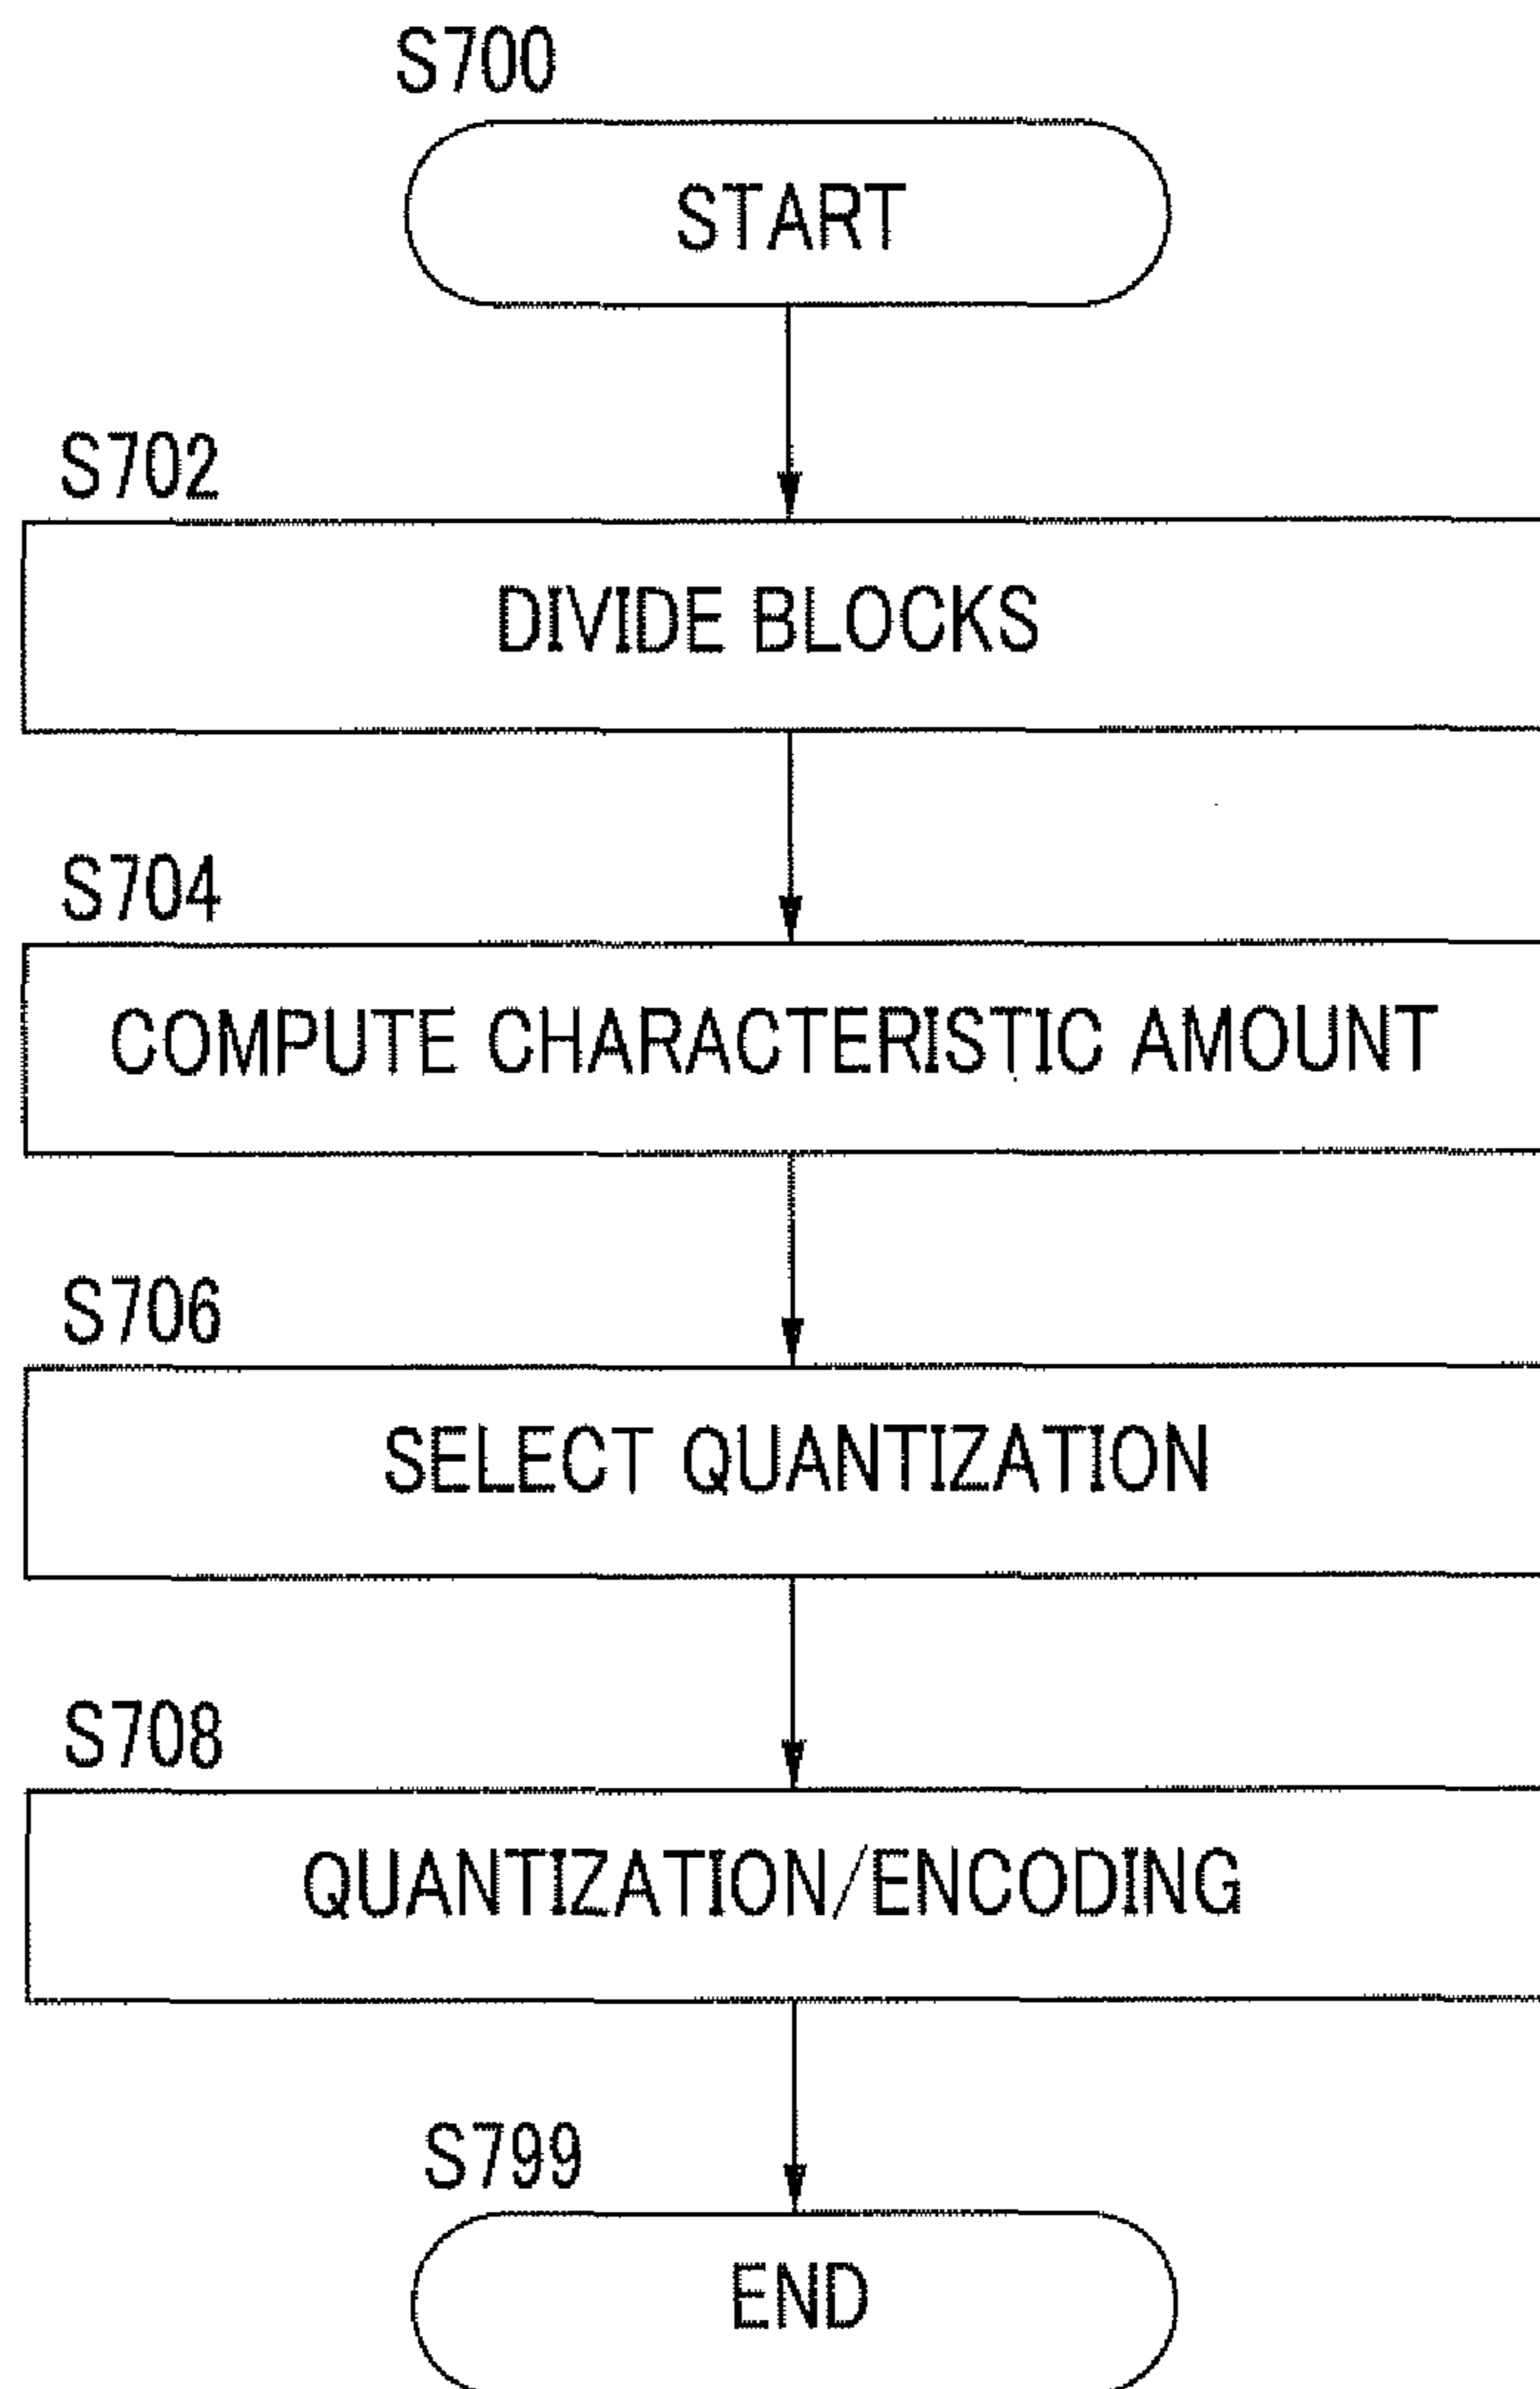 S700
START
S702
DIVIDE BLOCKS
S704
COMPUTE CHARACTERISTIC AMOUNT
S706
SELECT QUANTIZATION
S708
QUANTIZATION/ENCODING
S799
END